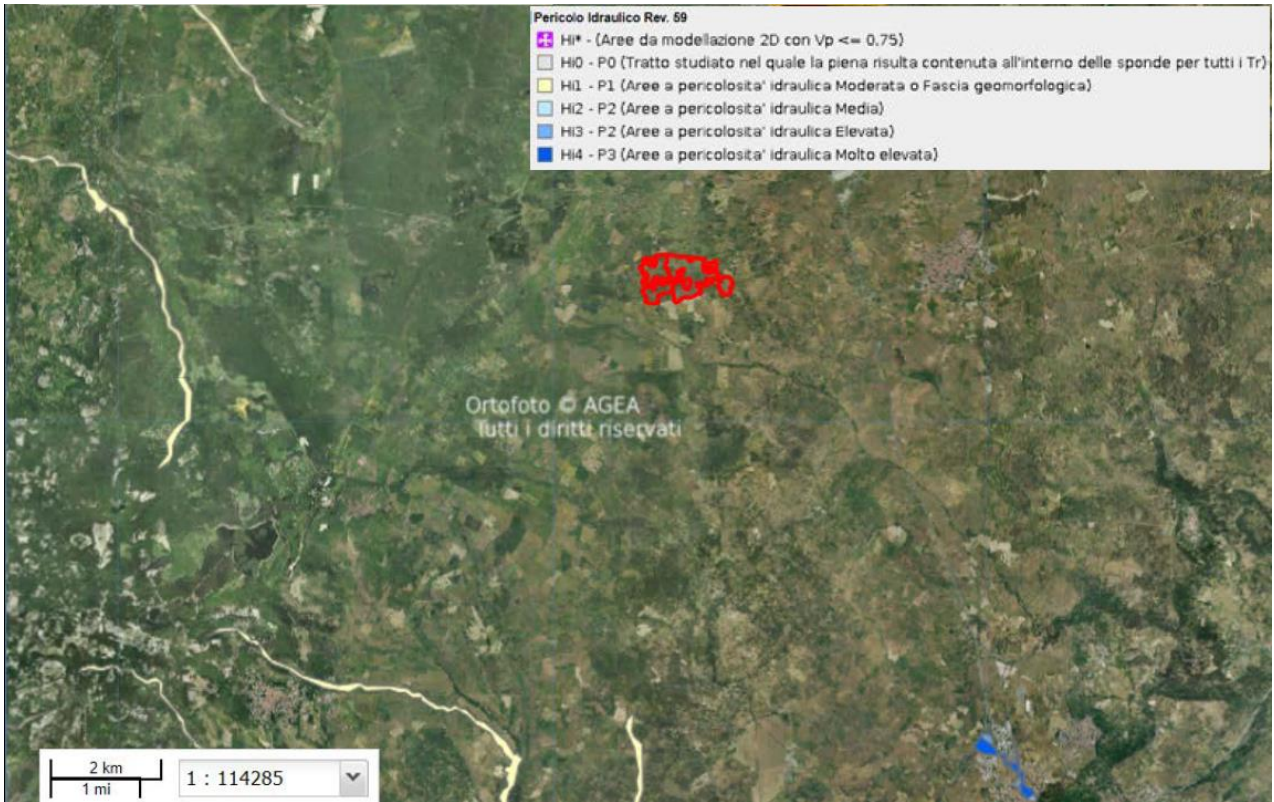 Pericolo Idraulico Rev. 59
Hi* - (Aree da modellazione 2D con Vp <= 0.75)
Hi0 - P0 (Tratto studiato nel quale la piena risulta contenuta all'interno delle sponde per tutti i Tr)
Hi1 - P1 (Aree a pericolosita' idraulica Moderata o Fascia geomorfologica)
Hi2 - P2 (Aree a pericolosita' idraulica Media)
Hi3 - P2 (Aree a pericolosita' idraulica Elevata)
Hi4 - P3 (Aree a pericolosita' idraulica Molto elevata)
Ortofoto © AGEA
Tutti i diritti riservati
2 km
1 mi
1 : 114285